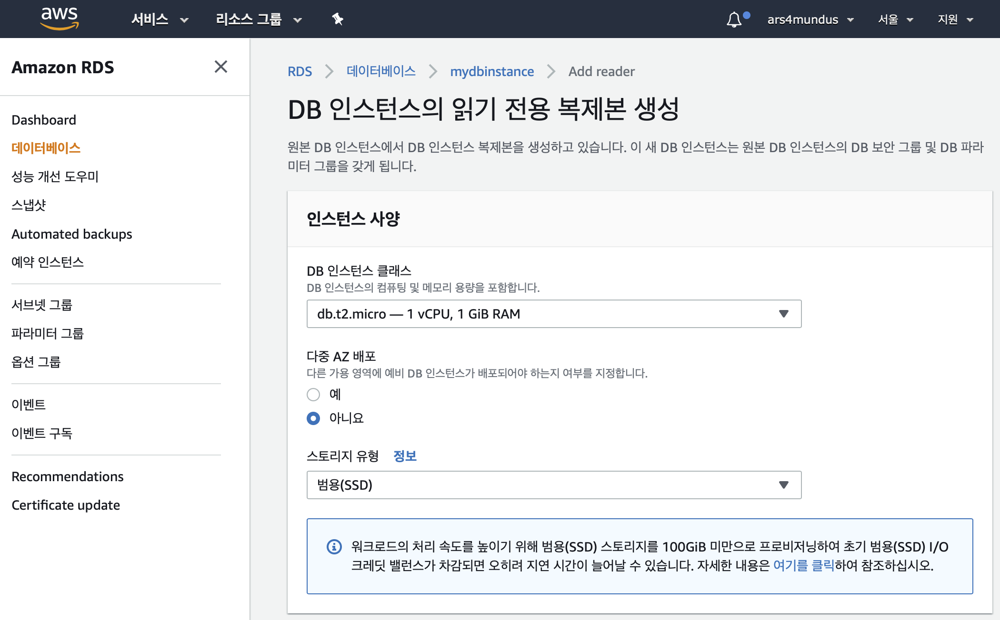 aws
서비스
리소스 그룹
ars4mundus
서울
지원
Amazon RDS
Dashboard
데이터베이스
성능 개선 도우미
스냅샷
Automated backups
예약 인스턴스
서브넷 그룹
파라미터 그룹
옵션 그룹
이벤트
이벤트 구독
Recommendations
Certificate update
RDS > 데이터베이스 > mydbinstance > Add reader
DB 인스턴스의 읽기 전용 복제본 생성
원본 DB 인스턴스에서 DB 인스턴스 복제본을 생성하고 있습니다. 이 새 DB 인스턴스는 원본 DB 인스턴스의 DB 보안 그룹 및 DB 파라
미터 그룹을 갖게 됩니다.
인스턴스 사양
DB 인스턴스 클래스
DB 인스턴스의 컴퓨팅 및 메모리 용량을 포함합니다.
db.t2.micro — 1 vCPU, 1 GiB RAM
다중 AZ 배포
다른 가용 영역에 예비 DB 인스턴스가 배포되어야 하는지 여부를 지정합니다.
예
아니요
스토리지 유형 정보
범용(SSD)
워크로드의 처리 속도를 높이기 위해 범용(SSD) 스토리지를 100GiB 미만으로 프로비저닝하여 초기 범용(SSD) I/O
크레딧 밸런스가 차감되면 오히려 지연 시간이 늘어날 수 있습니다. 자세한 내용은 여기를 클릭하여 참조하십시오.